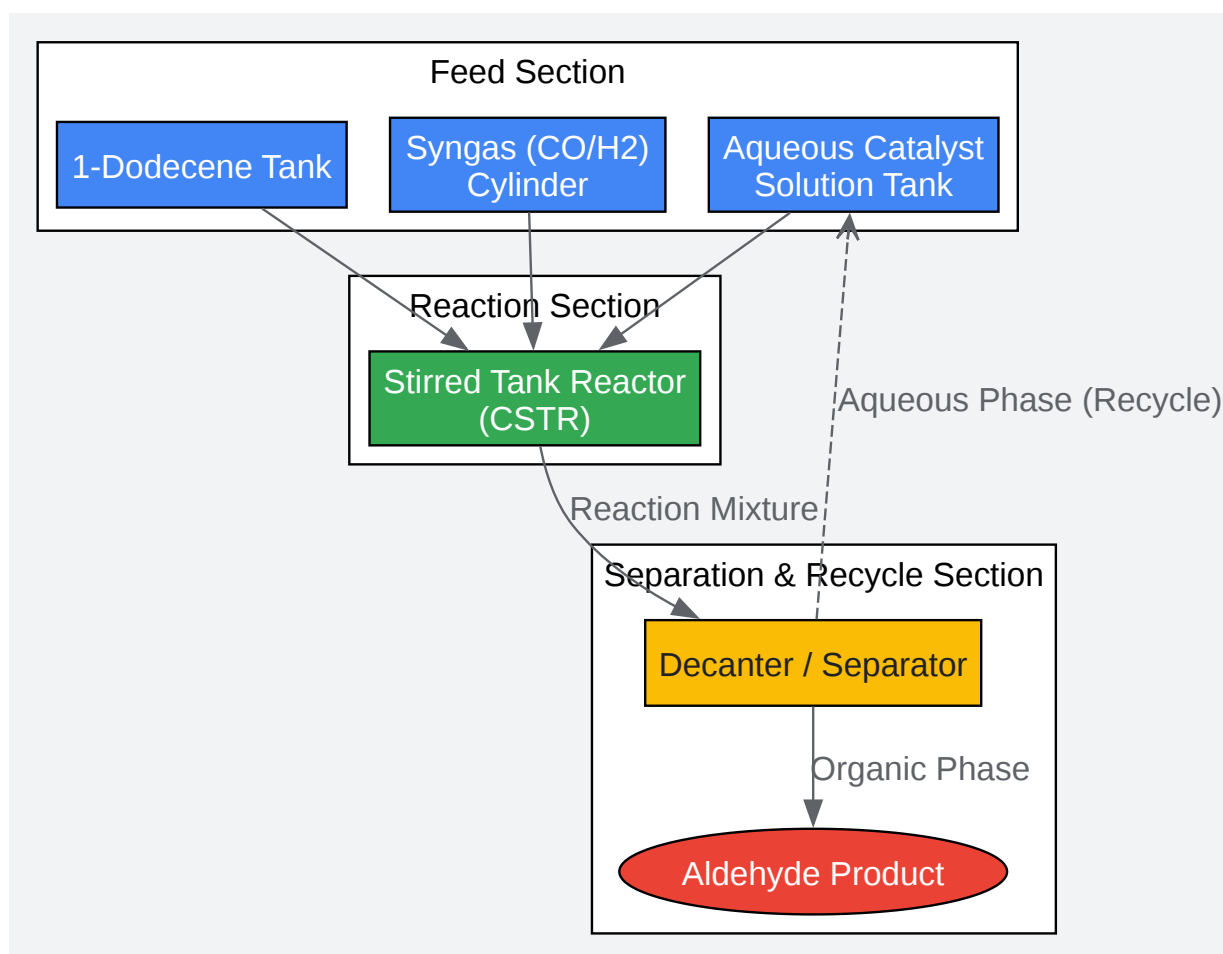 Feed Section
1-Dodecene Tank
Syngas (CO/H2)
Cylinder
Aqueous Catalyst
Solution Tank
Reaction Section
Stirred Tank Reactor
(CSTR)
Aqueous Phase (Recycle)
Reaction Mixture
Separation & Recycle Section
Decanter / Separator
Organic Phase
Aldehyde Product